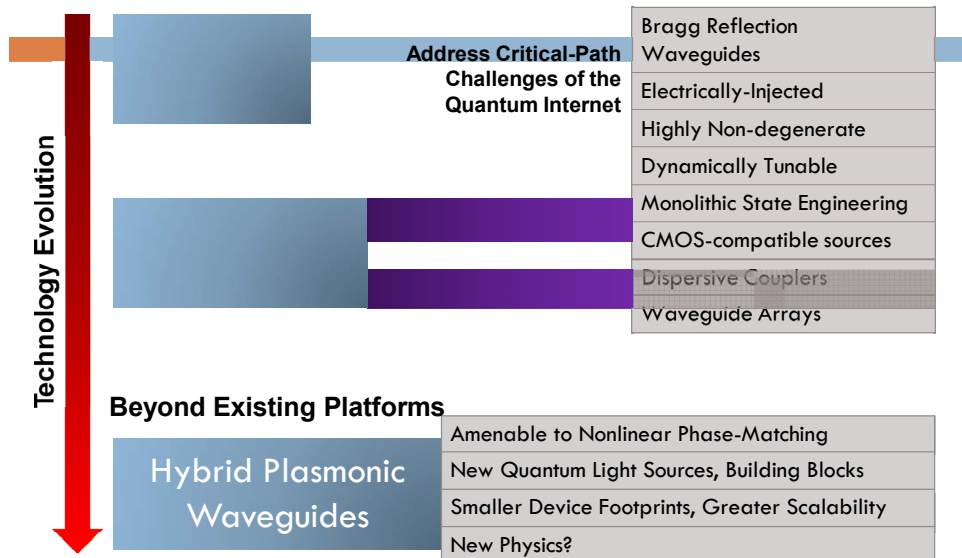 Bragg Reflection
Waveguides
Address Critical-Path
Challenges of the
Quantum Internet
Electrically-Injected
Highly Non-degenerate
Dynamically Tunable
Monolithic State Engineering
CMOS-compatible sources
Dispersive Couplers
Waveguide Arrays
Technology Evolution
Beyond Existing Platforms
Hybrid Plasmonic
Waveguides
Amenable to Nonlinear Phase-Matching
New Quantum Light Sources, Building Blocks
Smaller Device Footprints, Greater Scalability
New Physics?